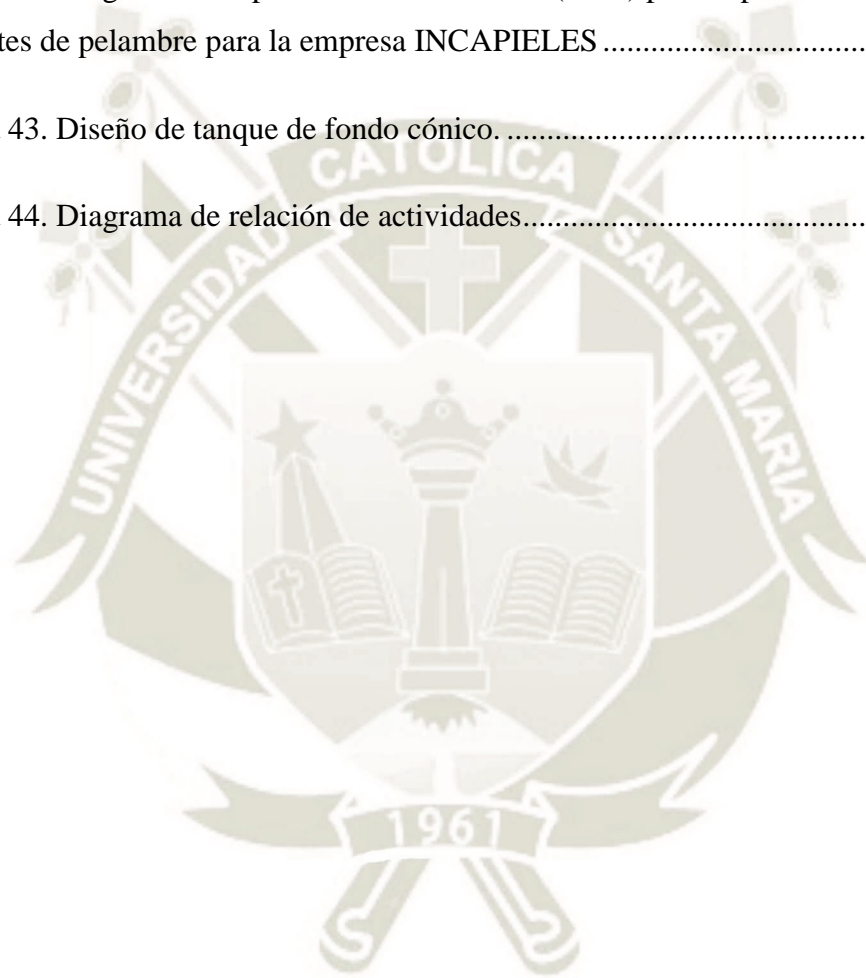 tes de pelambre para la empresa INCAPIELES ..................................
43. Diseño de tanque de fondo cónico. ..............................................
44. Diagrama de relación de actividades............................................
UNIVERSIDAD CATOLICA SANTA MARIA
1961